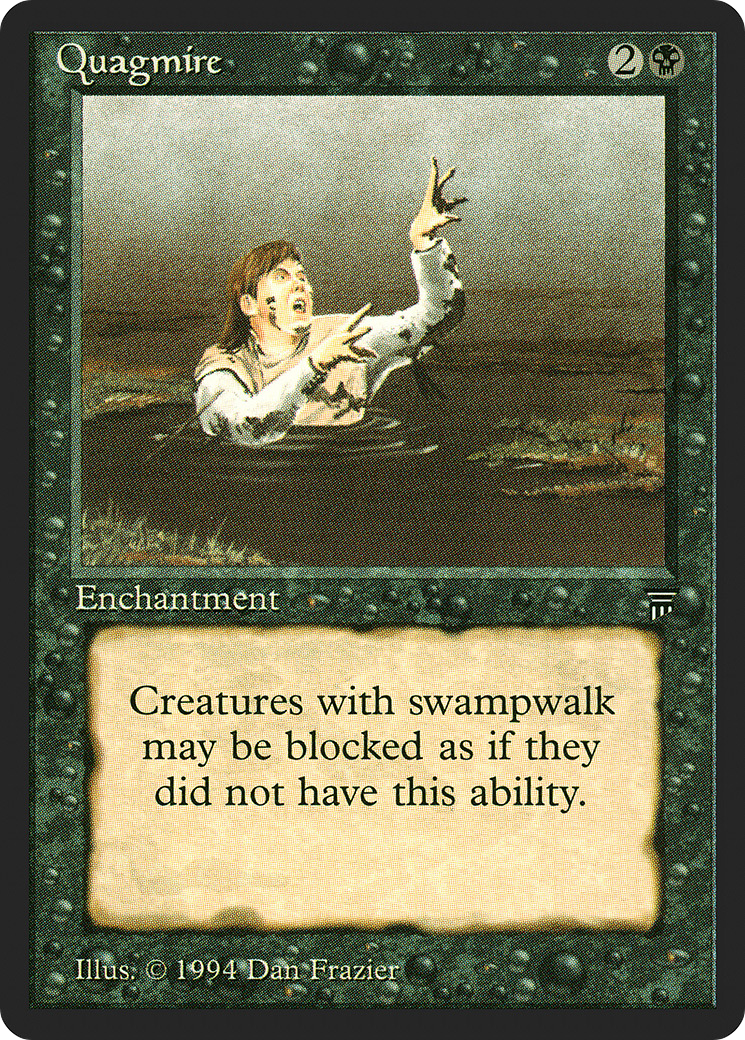 Quagmire 2
Enchantment
Creatures with swampwalk
may be blocked as if they
did not have this ability.
Illus. © 1994 Dan Frazier